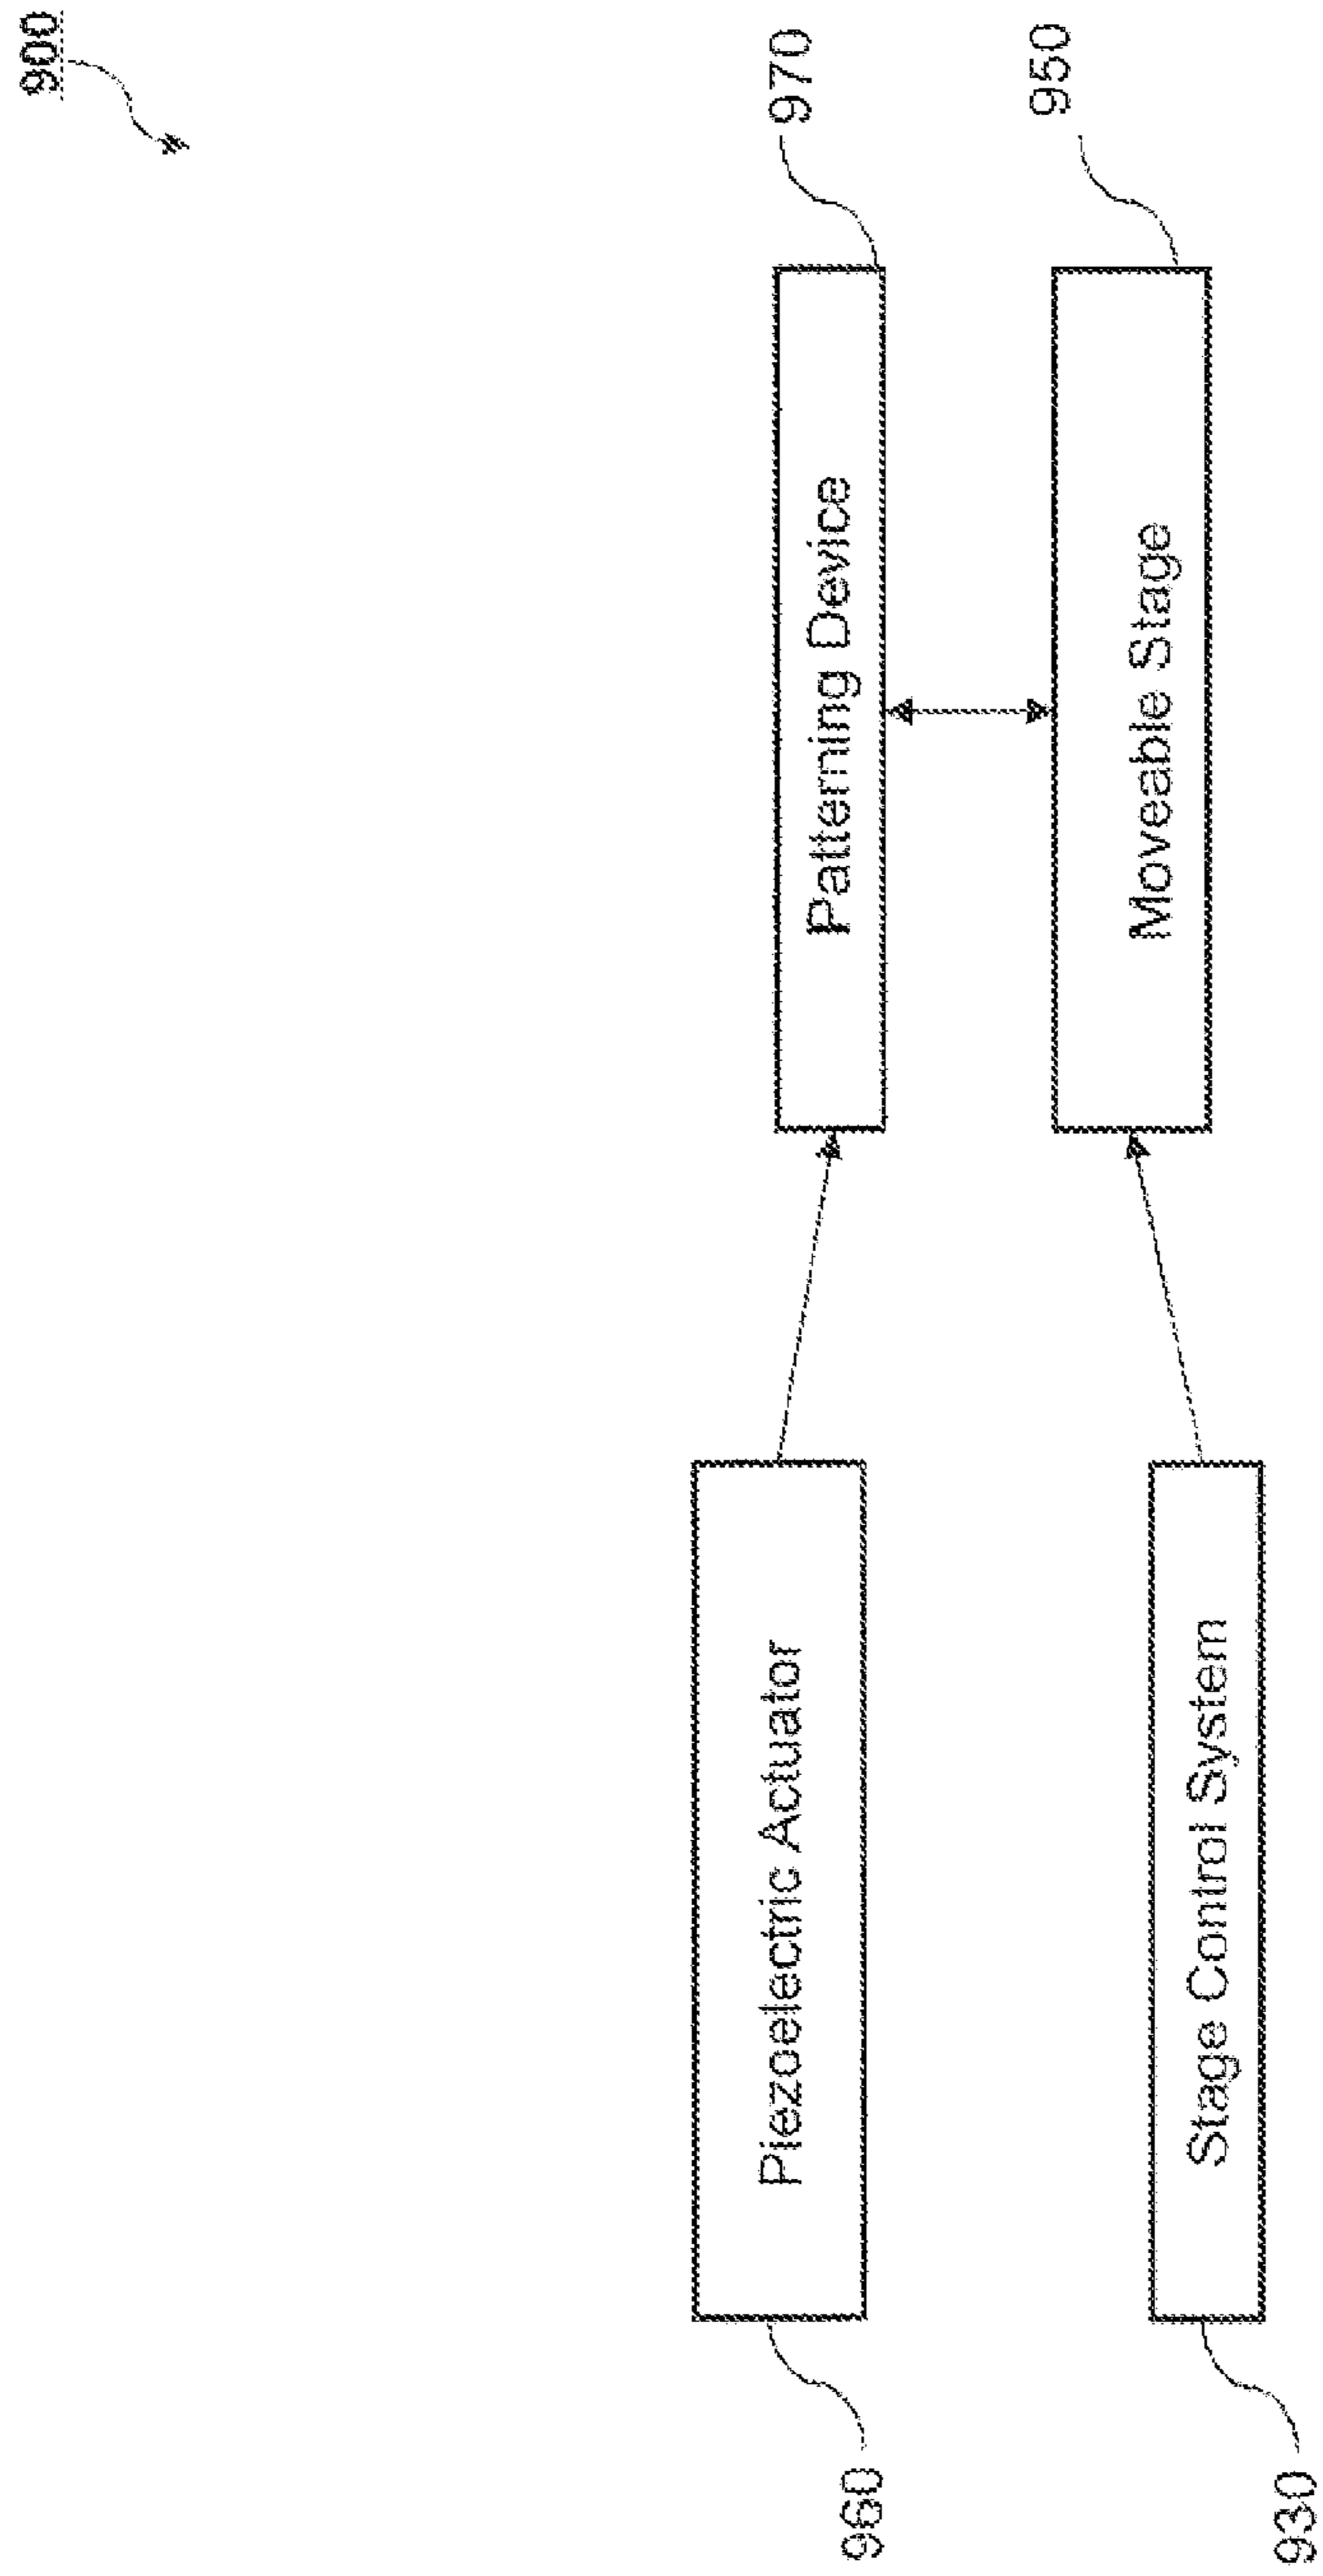 900
Piezoelectric Actuator
960
Patterning Device
970
Stage Control System
930
Moveable Stage
950